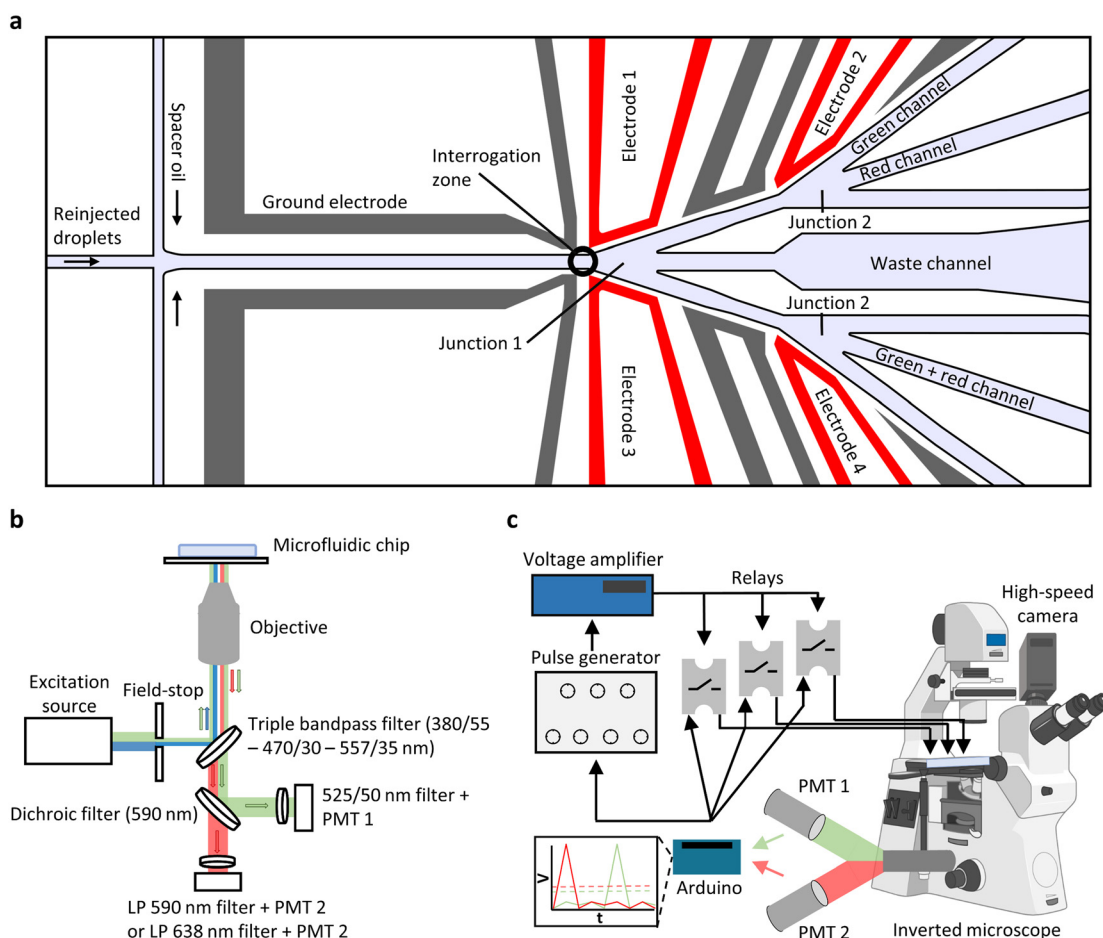 a
Spacer oil
Reinjected
droplets
Ground electrode
Interrogation
zone
Electrode 1
Electrode 2
Green channel
Red channel
Junction 2
Waste channel
Junction 2
Junction 1
Electrode 3
Electrode 4
Green + red channel
b
Microfluidic chip
Objective
Excitation
source
Field-stop
Triple bandpass filter (380/55
– 470/30 – 557/35 nm)
Dichroic filter (590 nm)
525/50 nm filter +
PMT 1
LP 590 nm filter + PMT 2
or LP 638 nm filter + PMT 2
c
Voltage amplifier
Relays
High-speed
camera
Pulse generator
PMT 1
V
t
Arduino
PMT 2
Inverted microscope